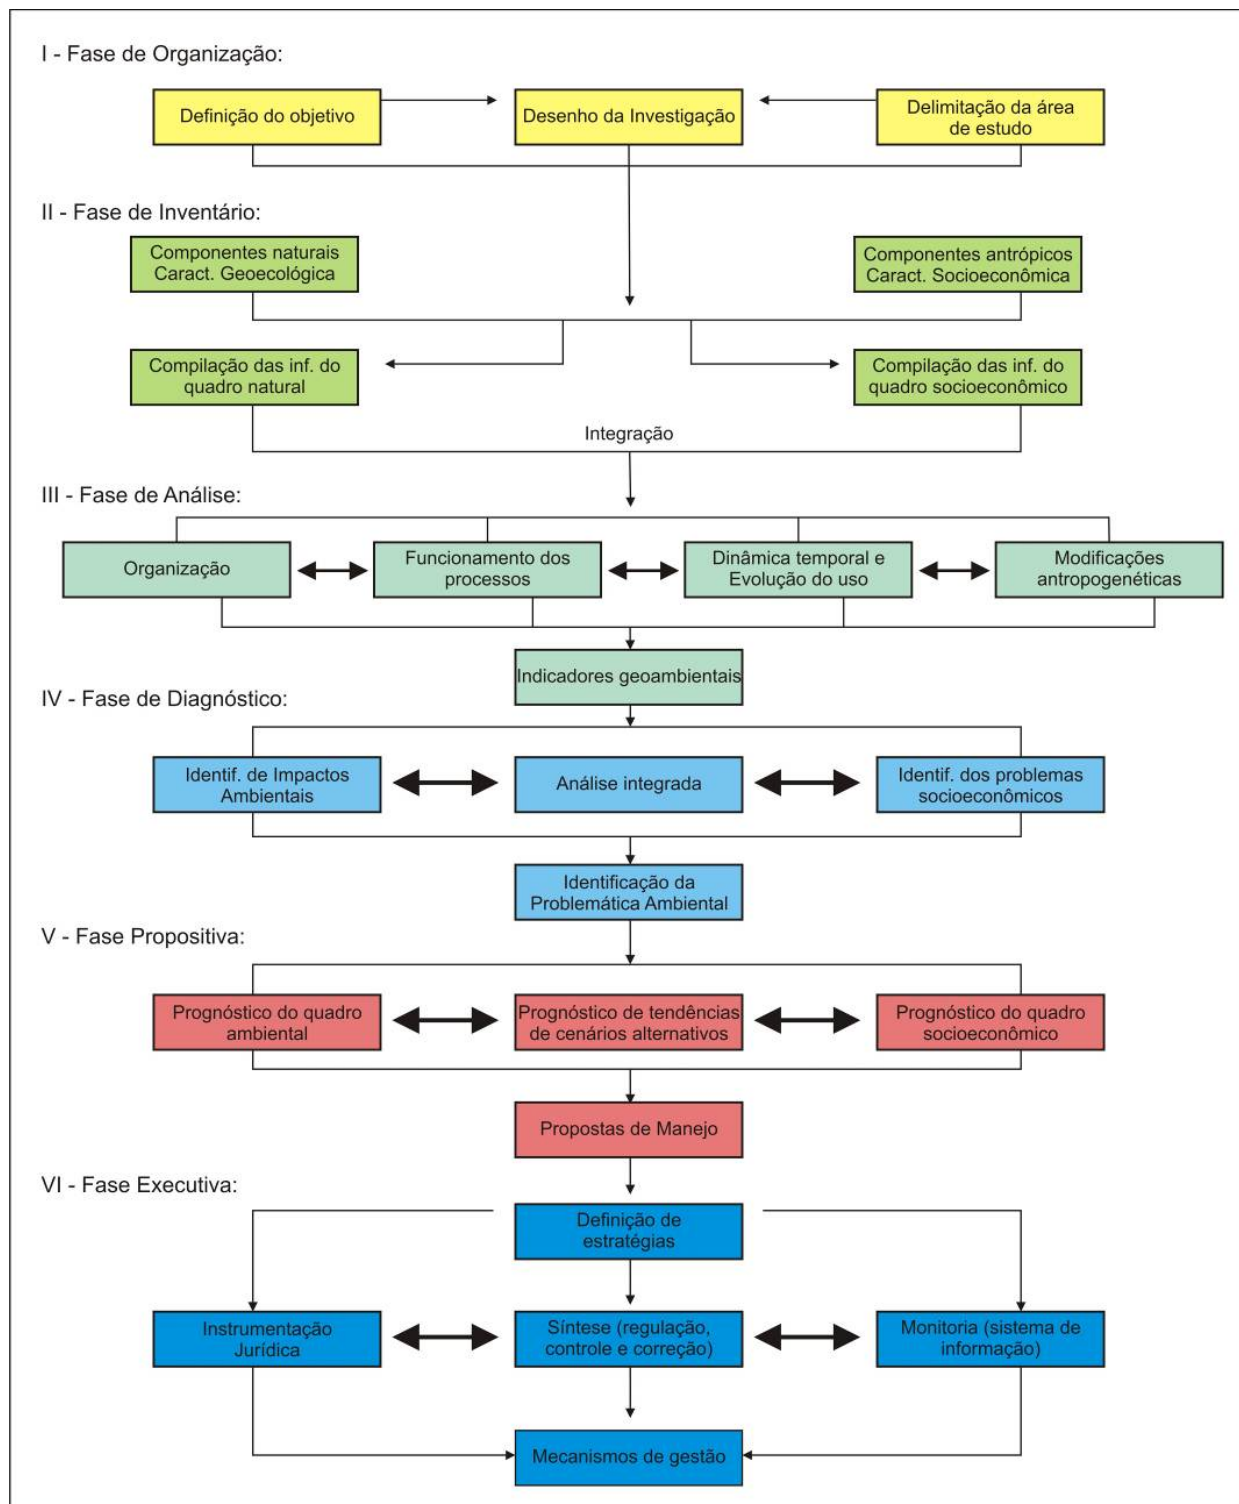 I - Fase de Organização:
Definição do objetivo
Desenho da Investigação
Delimitação da área
de estudo
II - Fase de Inventário:
Componentes naturais
Caract. Geoecológica
Componentes antrópicos
Caract. Socioeconômica
Compilação das inf. do
quadro natural
Compilação das inf. do
quadro socioeconômico
Integração
III - Fase de Análise:
Organização
Funcionamento dos
processos
Dinâmica temporal e
Evolução do uso
Modificações
antropogenéticas
Indicadores geoambientais
IV - Fase de Diagnóstico:
Identif. de Impactos
Ambientais
Análise integrada
Identif. dos problemas
socioeconômicos
Identificação da
Problemática Ambiental
V - Fase Propositiva:
Prognóstico do quadro
ambiental
Prognóstico de tendências
de cenários alternativos
Prognóstico do quadro
socioeconômico
Propostas de Manejo
VI - Fase Executiva:
Definição de
estratégias
Instrumentação
Jurídica
Síntese (regulação,
controle e correção)
Monitoria (sistema de
informação)
Mecanismos de gestão